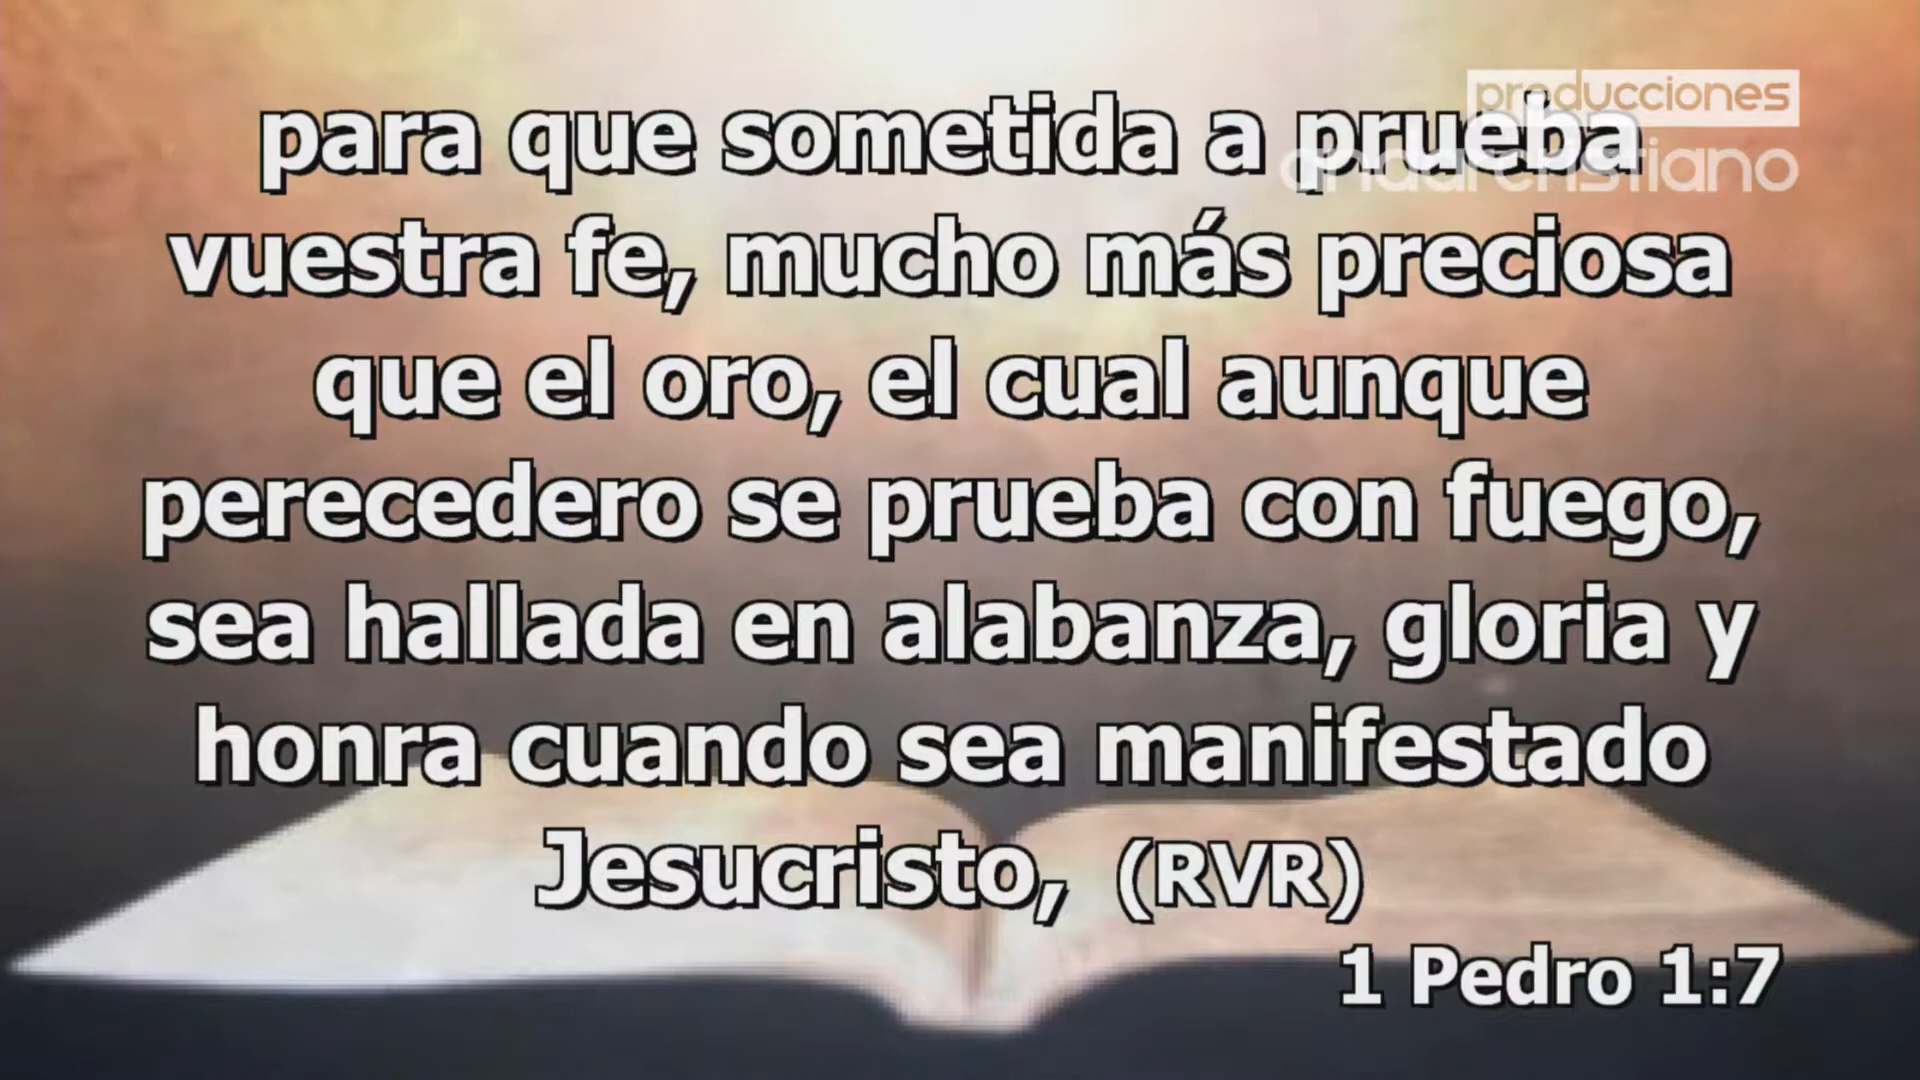 producciones
andarcristiano
para que sometida a prueba
vuestra fe, mucho más preciosa
que el oro, el cual aunque
perecedero se prueba con fuego,
sea hallada en alabanza, gloria y
honra cuando sea manifestado
Jesucristo, (RVR)
1 Pedro 1:7